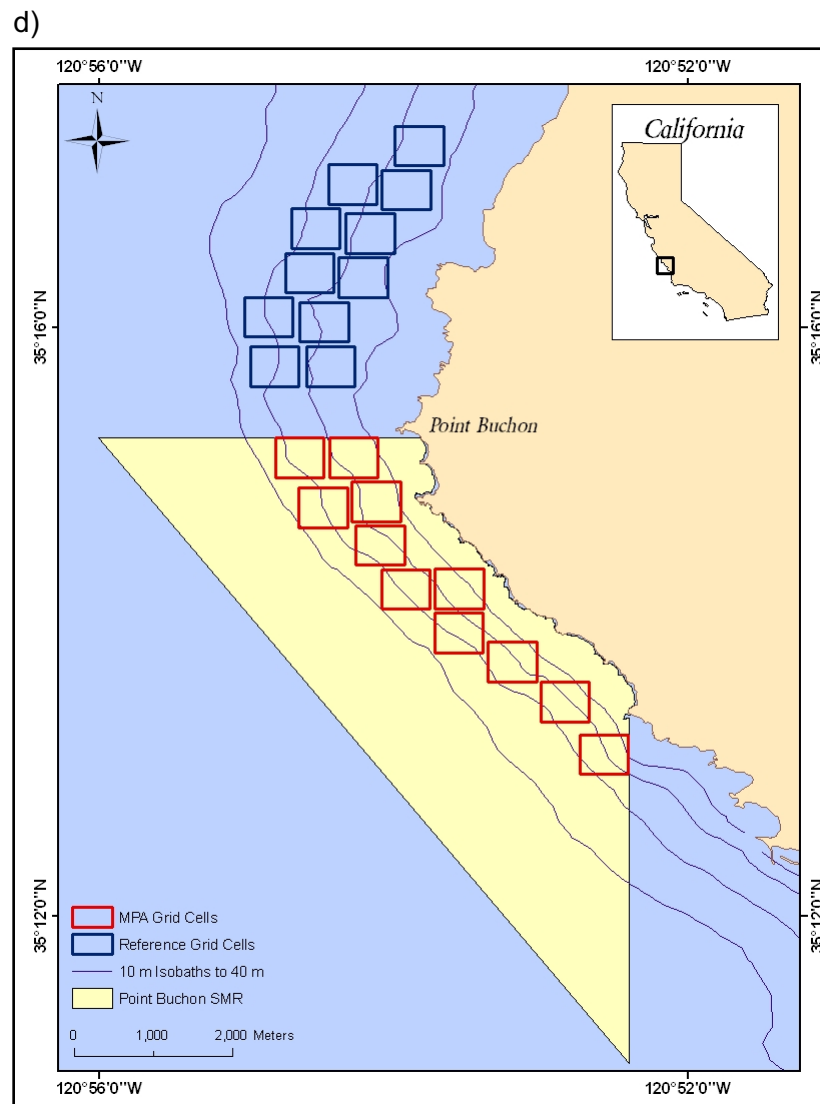 d)
120°56'0"W 120°52'0"W
N
California
35°16'0"N 35°16'0"N
Point Buchon
35°12'0"N 35°12'0"N
MPA Grid Cells
Reference Grid Cells
10 m Isobaths to 40 m
Point Buchon SMR
0 1,000 2,000 Meters
120°56'0"W 120°52'0"W